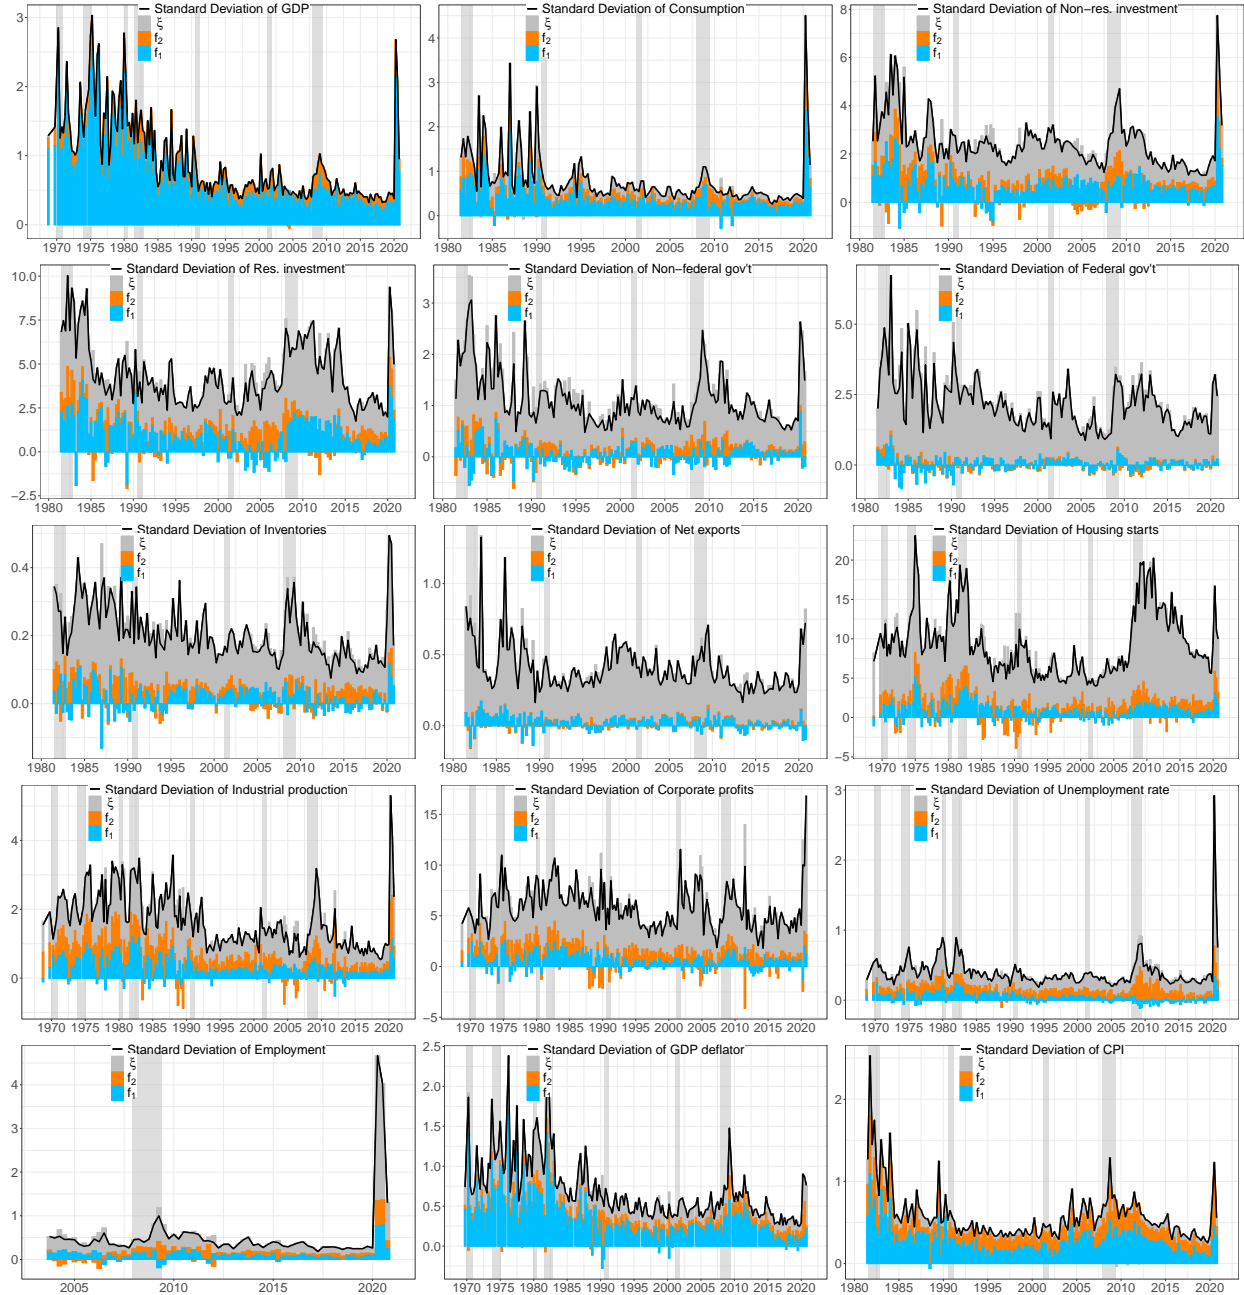 Standard Deviation of GDP
ξ
f2
f1
3
2
1
0
1970 1975 1980 1985 1990 1995 2000 2005 2010 2015 2020
Standard Deviation of Consumption
ξ
f2
f1
4
3
2
1
0
1980 1985 1990 1995 2000 2005 2010 2015 2020
Standard Deviation of Non-res. investment
ξ
f2
f1
8
6
4
2
0
1980 1985 1990 1995 2000 2005 2010 2015 2020
Standard Deviation of Res. investment
ξ
f2
f1
10.0
7.5
5.0
2.5
0.0
−2.5
1980 1985 1990 1995 2000 2005 2010 2015 2020
Standard Deviation of Non-federal gov't
ξ
f2
f1
3
2
1
0
1980 1985 1990 1995 2000 2005 2010 2015 2020
Standard Deviation of Federal gov't
ξ
f2
f1
5.0
2.5
0.0
1980 1985 1990 1995 2000 2005 2010 2015 2020
Standard Deviation of Inventories
ξ
f2
f1
0.4
0.2
0.0
1980 1985 1990 1995 2000 2005 2010 2015 2020
Standard Deviation of Net exports
ξ
f2
f1
1.0
0.5
0.0
1980 1985 1990 1995 2000 2005 2010 2015 2020
Standard Deviation of Housing starts
ξ
f2
f1
20
15
10
5
0
−5
1970 1975 1980 1985 1990 1995 2000 2005 2010 2015 2020
Standard Deviation of Industrial production
ξ
f2
f1
4
2
0
1970 1975 1980 1985 1990 1995 2000 2005 2010 2015 2020
Standard Deviation of Corporate profits
ξ
f2
f1
15
10
5
0
−5
1970 1975 1980 1985 1990 1995 2000 2005 2010 2015 2020
Standard Deviation of Unemployment rate
ξ
f2
f1
3
2
1
0
1970 1975 1980 1985 1990 1995 2000 2005 2010 2015 2020
Standard Deviation of Employment
ξ
f2
f1
4
3
2
1
0
2005 2010 2015 2020
Standard Deviation of GDP deflator
ξ
f2
f1
2.5
2.0
1.5
1.0
0.5
0.0
1970 1975 1980 1985 1990 1995 2000 2005 2010 2015 2020
Standard Deviation of CPI
ξ
f2
f1
2
1
0
1980 1985 1990 1995 2000 2005 2010 2015 2020